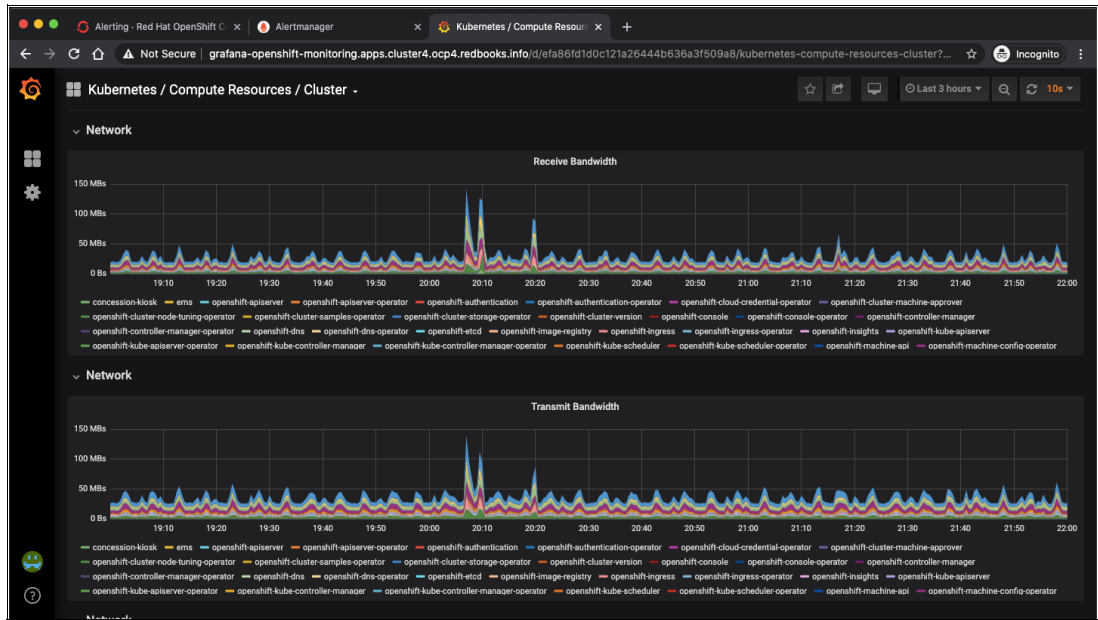 Alerting · Red Hat OpenShift C
Alertmanager
Kubernetes / Compute Resourc
Not Secure | grafana-openshift-monitoring.apps.cluster4.ocp4.redbooks.info/d/efa86fd1d0c121a26444b636a3f509a8/kubernetes-compute-resources-cluster?...
Incognito
Kubernetes / Compute Resources / Cluster
Last 3 hours
10s
Network
Receive Bandwidth
150 MBs
100 MBs
50 MBs
0 Bs
19:10 19:20 19:30 19:40 19:50 20:00 20:10 20:20 20:30 20:40 20:50 21:00 21:10 21:20 21:30 21:40 21:50 22:00
concession-kiosk ems openshift-apiserver openshift-apiserver-operator openshift-authentication openshift-authentication-operator openshift-cloud-credential-operator openshift-cluster-machine-approver
openshift-cluster-node-tuning-operator openshift-cluster-samples-operator openshift-cluster-storage-operator openshift-cluster-version openshift-console openshift-console-operator openshift-controller-manager
openshift-controller-manager-operator openshift-dns openshift-dns-operator openshift-etcd openshift-image-registry openshift-ingress openshift-ingress-operator openshift-insights openshift-kube-apiserver
openshift-kube-apiserver-operator openshift-kube-controller-manager openshift-kube-controller-manager-operator openshift-kube-scheduler openshift-kube-scheduler-operator openshift-machine-api openshift-machine-config-operator
Network
Transmit Bandwidth
150 MBs
100 MBs
50 MBs
0 Bs
19:10 19:20 19:30 19:40 19:50 20:00 20:10 20:20 20:30 20:40 20:50 21:00 21:10 21:20 21:30 21:40 21:50 22:00
concession-kiosk ems openshift-apiserver openshift-apiserver-operator openshift-authentication openshift-authentication-operator openshift-cloud-credential-operator openshift-cluster-machine-approver
openshift-cluster-node-tuning-operator openshift-cluster-samples-operator openshift-cluster-storage-operator openshift-cluster-version openshift-console openshift-console-operator openshift-controller-manager
openshift-controller-manager-operator openshift-dns openshift-dns-operator openshift-etcd openshift-image-registry openshift-ingress openshift-ingress-operator openshift-insights openshift-kube-apiserver
openshift-kube-apiserver-operator openshift-kube-controller-manager openshift-kube-controller-manager-operator openshift-kube-scheduler openshift-kube-scheduler-operator openshift-machine-api openshift-machine-config-operator
Network